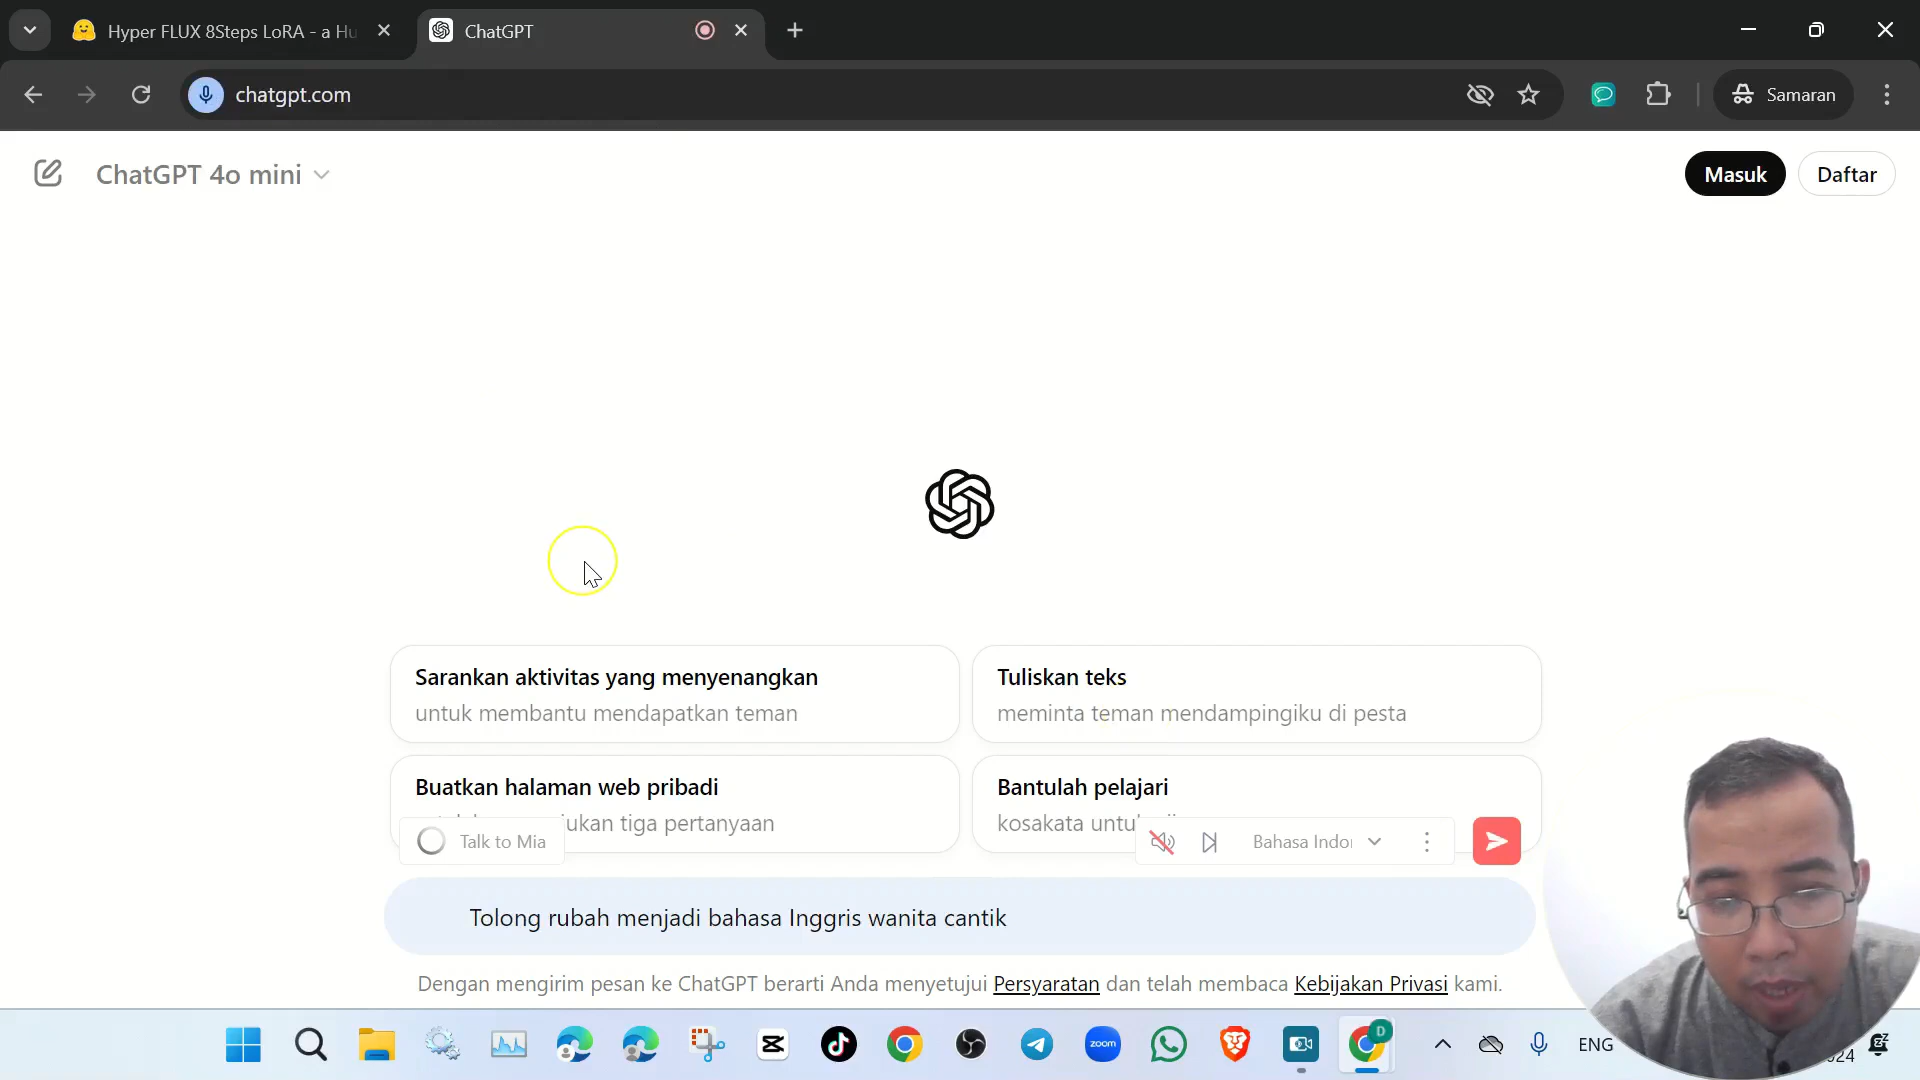 Hyper FLUX 8Steps LoRA - a Hu
ChatGPT
chatgpt.com
Samaran
ChatGPT 4o mini
Masuk
Daftar
Sarankan aktivitas yang menyenangkan
untuk membantu mendapatkan teman
Tuliskan teks
meminta teman mendampingiku di pesta
Buatkan halaman web pribadi
ukan tiga pertanyaan
Bantulah pelajari
kosakata untu
Talk to Mia
Bahasa Indo
Tolong rubah menjadi bahasa Inggris wanita cantik
Dengan mengirim pesan ke ChatGPT berarti Anda menyetujui Persyaratan dan telah membaca Kebijakan Privasi kami.
zoom
D
ENG